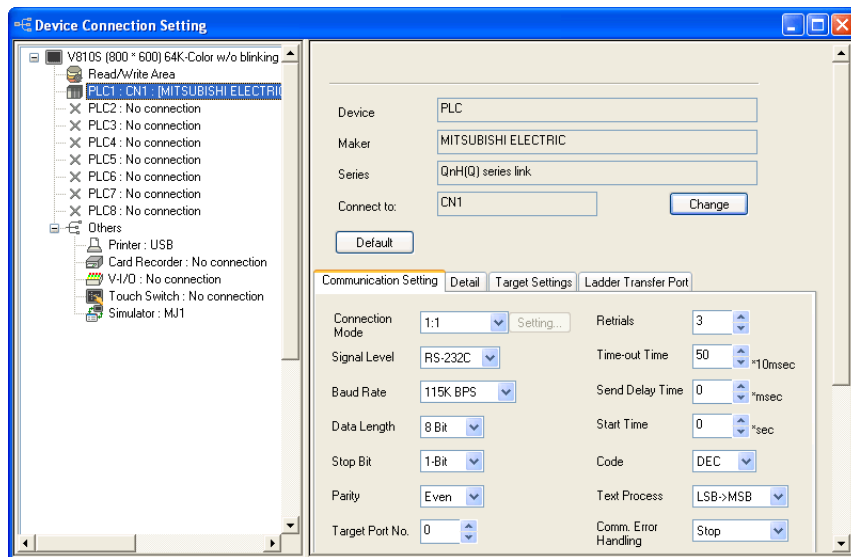 Device Connection Setting
V810S (800 * 600) 64K-Color w/o blinking
Read/Write Area
PLC1 : CN1 : [MITSUBISHI ELECTRIC
PLC2 : No connection
PLC3 : No connection
PLC4 : No connection
PLC5 : No connection
PLC6 : No connection
PLC7 : No connection
PLC8 : No connection
Others
Printer : USB
Card Recorder : No connection
V-I/O : No connection
Touch Switch : No connection
Simulator : MJ1
Device PLC
Maker MITSUBISHI ELECTRIC
Series QnH(Q) series link
Connect to: CN1 Change
Default
Communication Setting Detail Target Settings Ladder Transfer Port
Connection Mode 1:1 Setting...
Signal Level RS-232C
Baud Rate 115K BPS
Data Length 8 Bit
Stop Bit 1-Bit
Parity Even
Target Port No. 0
Retrials 3
Time-out Time 50 *10msec
Send Delay Time 0 *msec
Start Time 0 *sec
Code DEC
Text Process LSB->MSB
Comm. Error Handling Stop